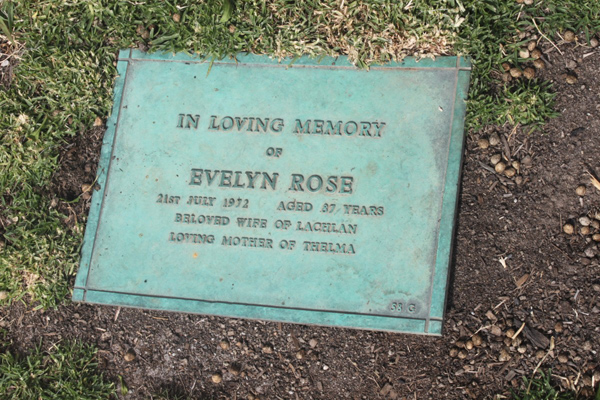 IN LOVING MEMORY
OF
EVELYN ROSE
21ST JULY 1972 AGED 87 YEARS
BELOVED WIFE OF LACHLAN
LOVING MOTHER OF THELMA
58 G